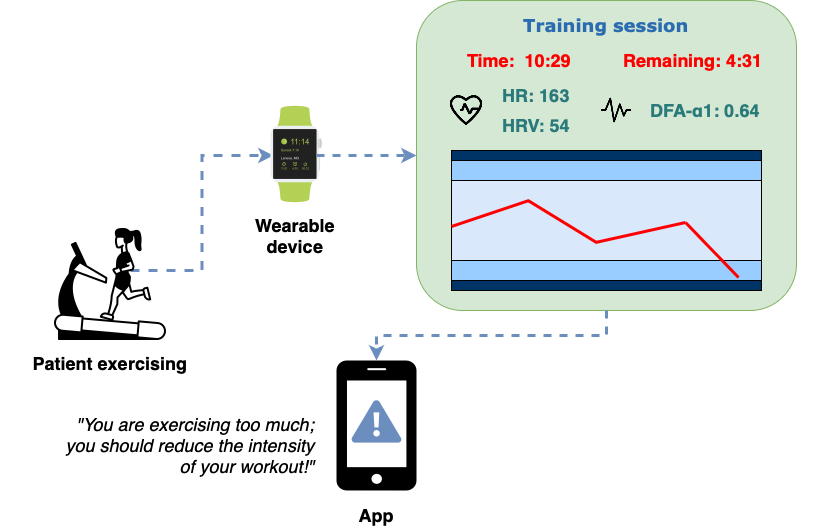 Training session
Time: 10:29 Remaining: 4:31
HR: 163
HRV: 54
DFA-α1: 0.64
11:14
Wearable
device
Patient exercising
"You are exercising too much;
you should reduce the intensity
of your workout!"
App